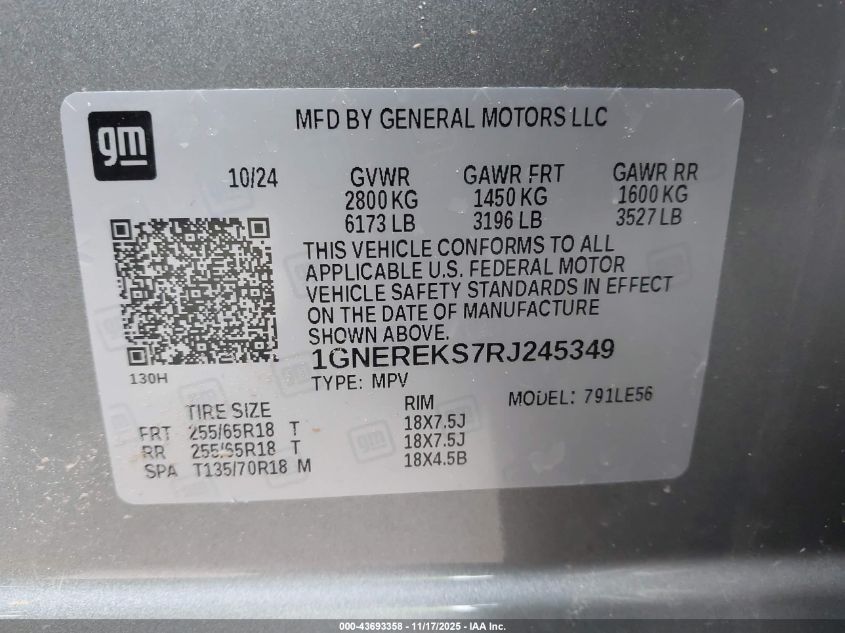 gm
MFD BY GENERAL MOTORS LLC
10/24 GVWR GAWR FRT GAWR RR
2800 KG 1450 KG 1600 KG
6173 LB 3196 LB 3527 LB
THIS VEHICLE CONFORMS TO ALL
APPLICABLE U.S. FEDERAL MOTOR
VEHICLE SAFETY STANDARDS IN EFFECT
ON THE DATE OF MANUFACTURE
SHOWN ABOVE.
1GNEREKS7RJ245349
130H
TYPE: MPV MODEL: 791LE56
TIRE SIZE RIM
FRT 255/65R18 T 18X7.5J
RR 255/65R18 T 18X7.5J
SPA T135/70R18 M 18X4.5B
000-43693358 - 11/17/2025 - IAA Inc.